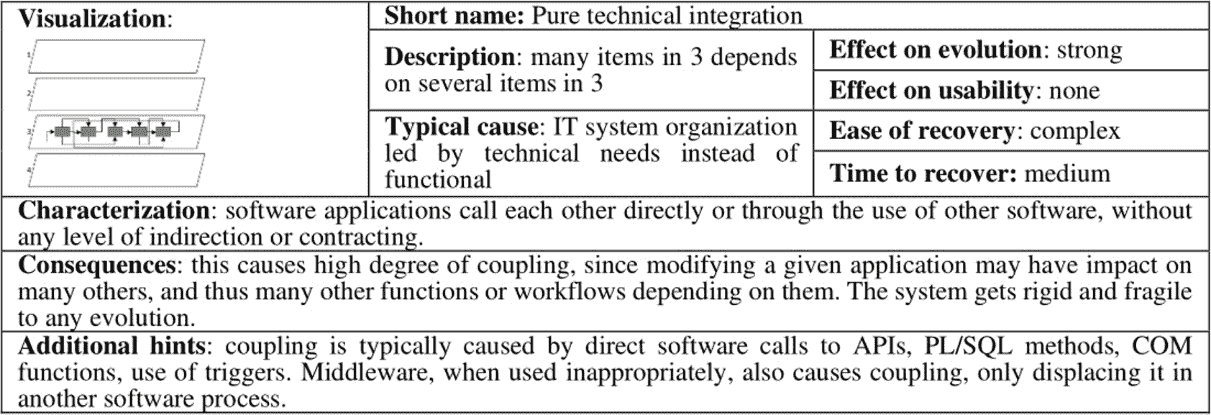 Visualization:
1
2
3
4
Short name: Pure technical integration
Description: many items in 3 depends
on several items in 3
Effect on evolution: strong
Effect on usability: none
Typical cause: IT system organization
led by technical needs instead of
functional
Ease of recovery: complex
Time to recover: medium
Characterization: software applications call each other directly or through the use of other software, without
any level of indirection or contracting.
Consequences: this causes high degree of coupling, since modifying a given application may have impact on
many others, and thus many other functions or workflows depending on them. The system gets rigid and fragile
to any evolution.
Additional hints: coupling is typically caused by direct software calls to APIs, PL/SQL methods, COM
functions, use of triggers. Middleware, when used inappropriately, also causes coupling, only displacing it in
another software process.